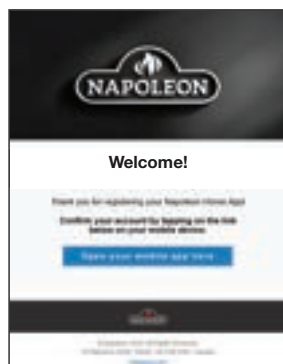 NAPOLEON
Welcome!
Thank you for registering your Napoleon Home App!
Confirm your account by tapping on the link
below on your mobile device.
Open your mobile app here
NAPOLEON